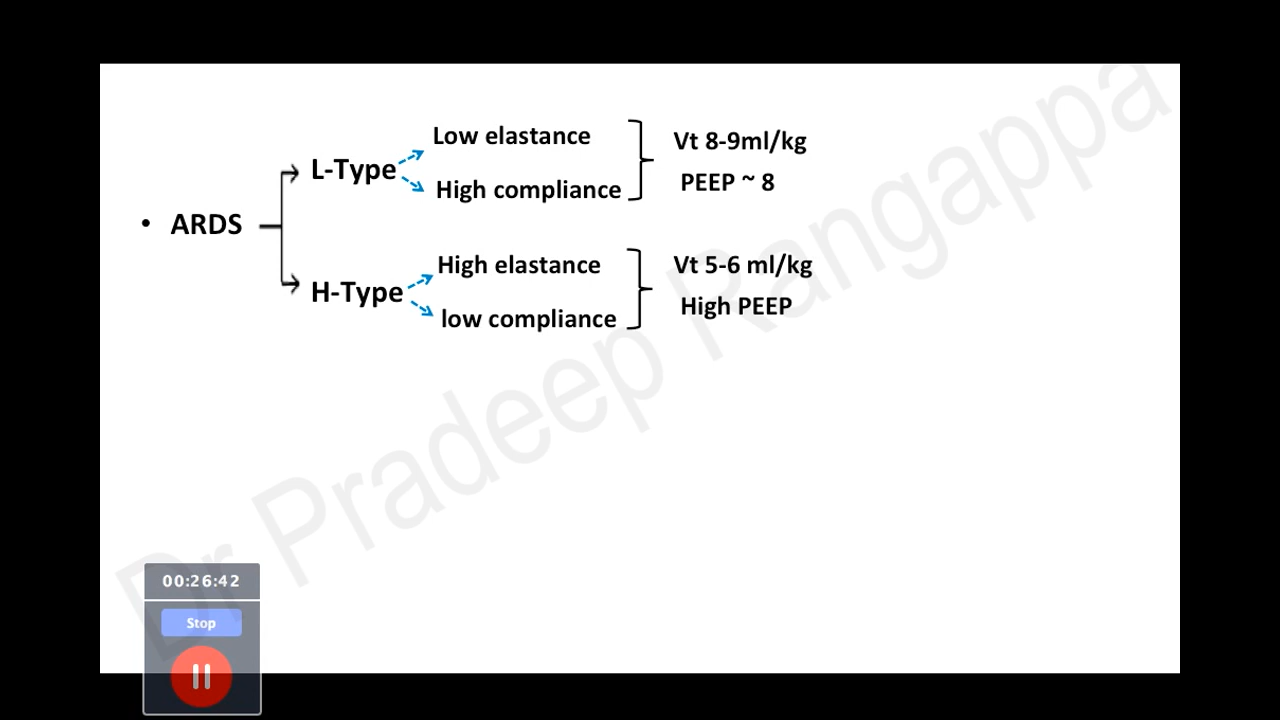 Low elastance
Vt 8-9ml/kg
L-Type
High compliance
PEEP ~ 8
• ARDS
High elastance
Vt 5-6 ml/kg
H-Type
low compliance
High PEEP
Dr Pradeep Rangappa
00:26:42
Stop